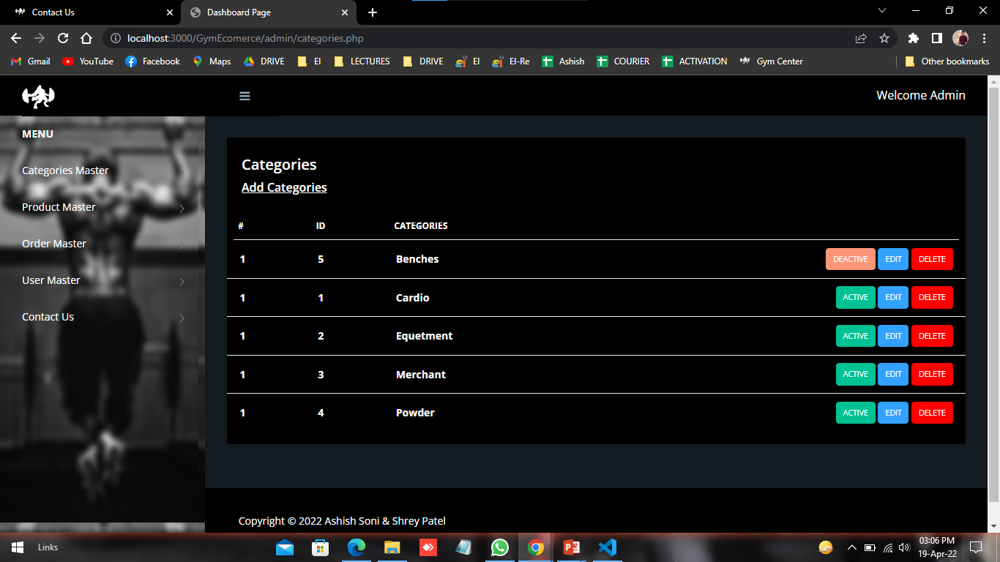 Contact Us
Dashboard Page
localhost:3000/GymEcomerce/admin/categories.php
Gmail YouTube Facebook Maps DRIVE EI LECTURES DRIVE EI EI-Re Ashish COURIER ACTIVATION Gym Center Other bookmarks
Welcome Admin
MENU
Categories Master
Product Master
Order Master
User Master
Contact Us
Categories
Add Categories
# ID CATEGORIES
1 5 Benches DEACTIVE EDIT DELETE
1 1 Cardio ACTIVE EDIT DELETE
1 2 Equetment ACTIVE EDIT DELETE
1 3 Merchant ACTIVE EDIT DELETE
1 4 Powder ACTIVE EDIT DELETE
Copyright © 2022 Ashish Soni & Shrey Patel
Links
03:06 PM
19-Apr-22